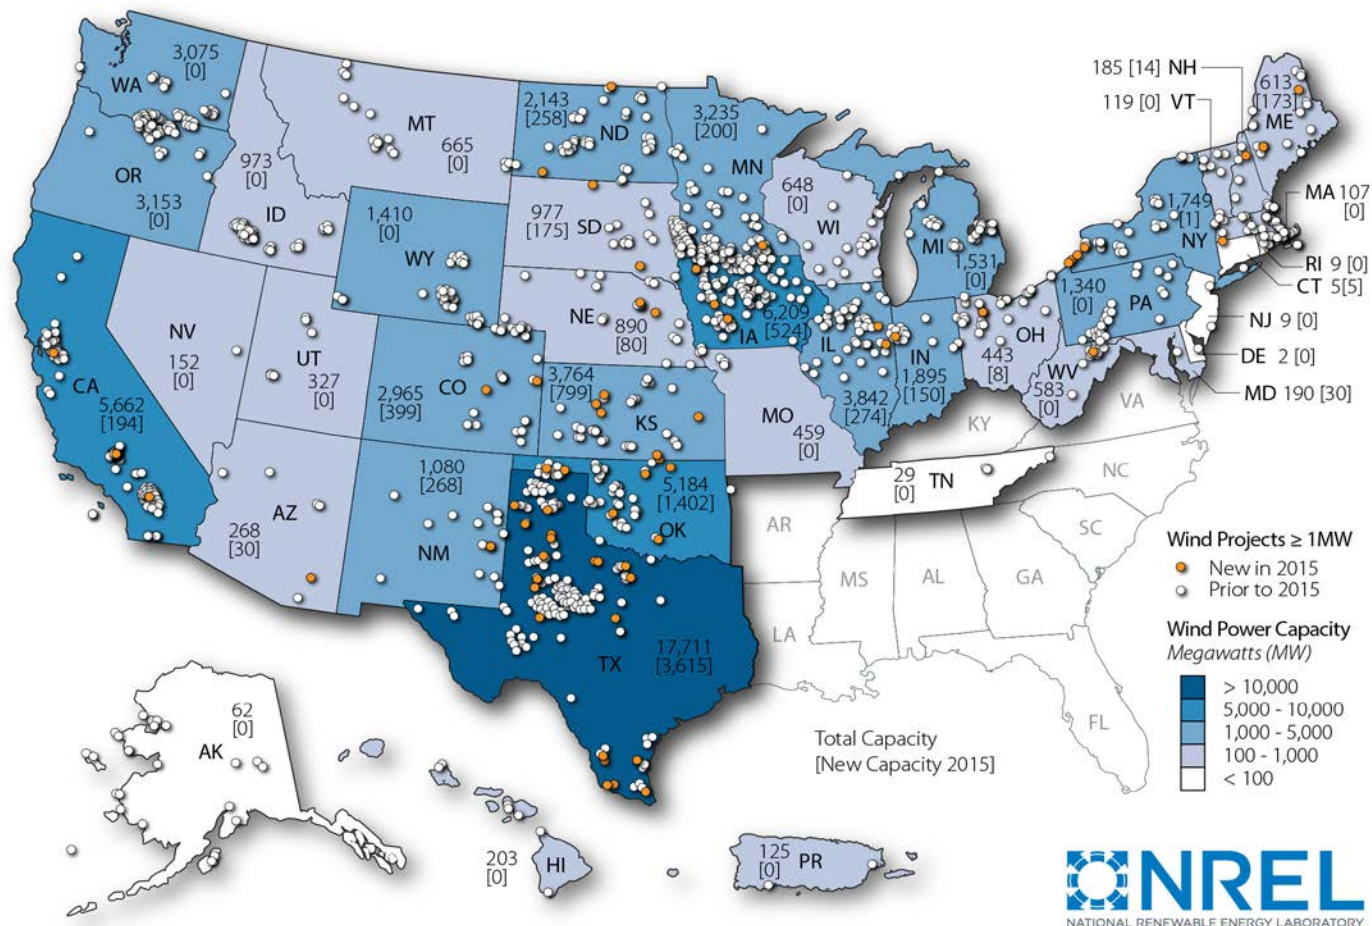 WA
3,075
[0]
OR
3,153
[0]
CA
5,662
[194]
NV
152
[0]
ID
973
[0]
MT
665
[0]
WY
1,410
[0]
UT
327
[0]
AZ
268
[30]
CO
2,965
[399]
NM
1,080
[268]
ND
2,143
[258]
SD
977
[175]
NE
890
[80]
KS
3,764
[799]
OK
5,184
[1,402]
TX
17,711
[3,615]
MN
3,235
[200]
IA
6,209
[524]
MO
459
[0]
WI
648
[0]
IL
3,842
[274]
MI
1,531
[0]
IN
1,895
[150]
OH
443
[8]
WV
583
[0]
PA
1,340
[0]
NY
1,749
[1]
ME
613
[173]
185 [14] NH
119 [0] VT
MA 107
[0]
RI 9 [0]
CT 5[5]
NJ 9 [0]
DE 2 [0]
MD 190 [30]
KY
VA
NC
TN
29
[0]
SC
AR
MS
AL
GA
LA
FL
AK
62
[0]
HI
203
[0]
PR
125
[0]
Total Capacity
[New Capacity 2015]
Wind Projects ≥ 1MW
New in 2015
Prior to 2015
Wind Power Capacity
Megawatts (MW)
> 10,000
5,000 - 10,000
1,000 - 5,000
100 - 1,000
< 100
NREL
NATIONAL RENEWABLE ENERGY LABORATORY